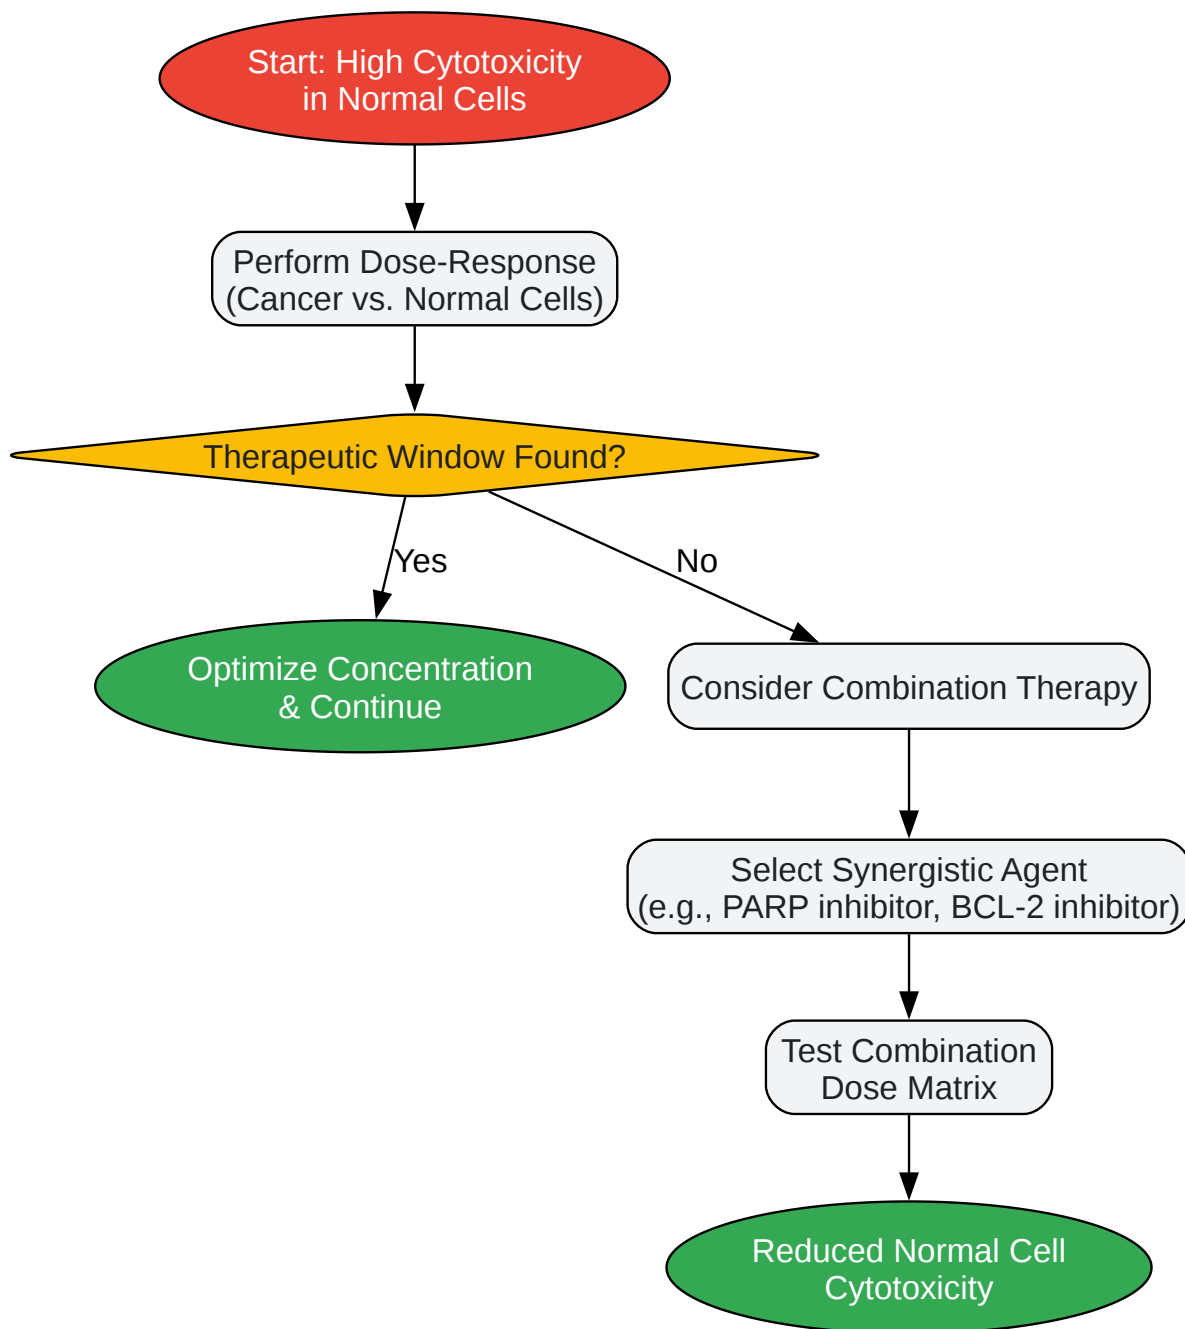 Start: High Cytotoxicity
in Normal Cells
Perform Dose-Response
(Cancer vs. Normal Cells)
Therapeutic Window Found?
Yes
No
Optimize Concentration
& Continue
Consider Combination Therapy
Select Synergistic Agent
(e.g., PARP inhibitor, BCL-2 inhibitor)
Test Combination
Dose Matrix
Reduced Normal Cell
Cytotoxicity